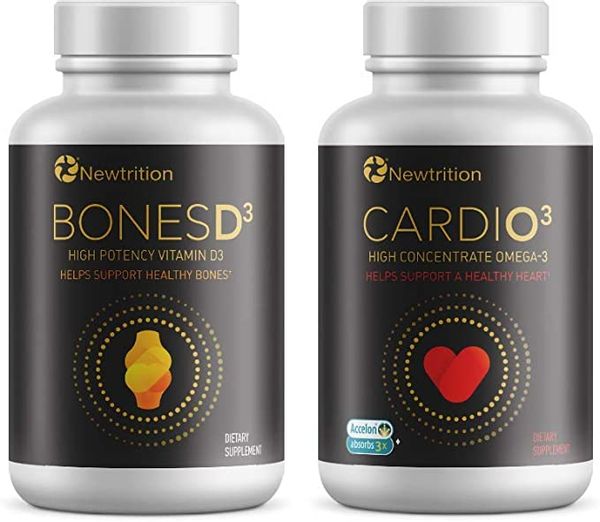 Newtrition
BONESD³
HIGH POTENCY VITAMIN D3
HELPS SUPPORT HEALTHY BONES†
DIETARY
SUPPLEMENT
Newtrition
CARDIO³
HIGH CONCENTRATE OMEGA-3
HELPS SUPPORT A HEALTHY HEART†
Accelon
absorbs 3x +
DIETARY
SUPPLEMENT